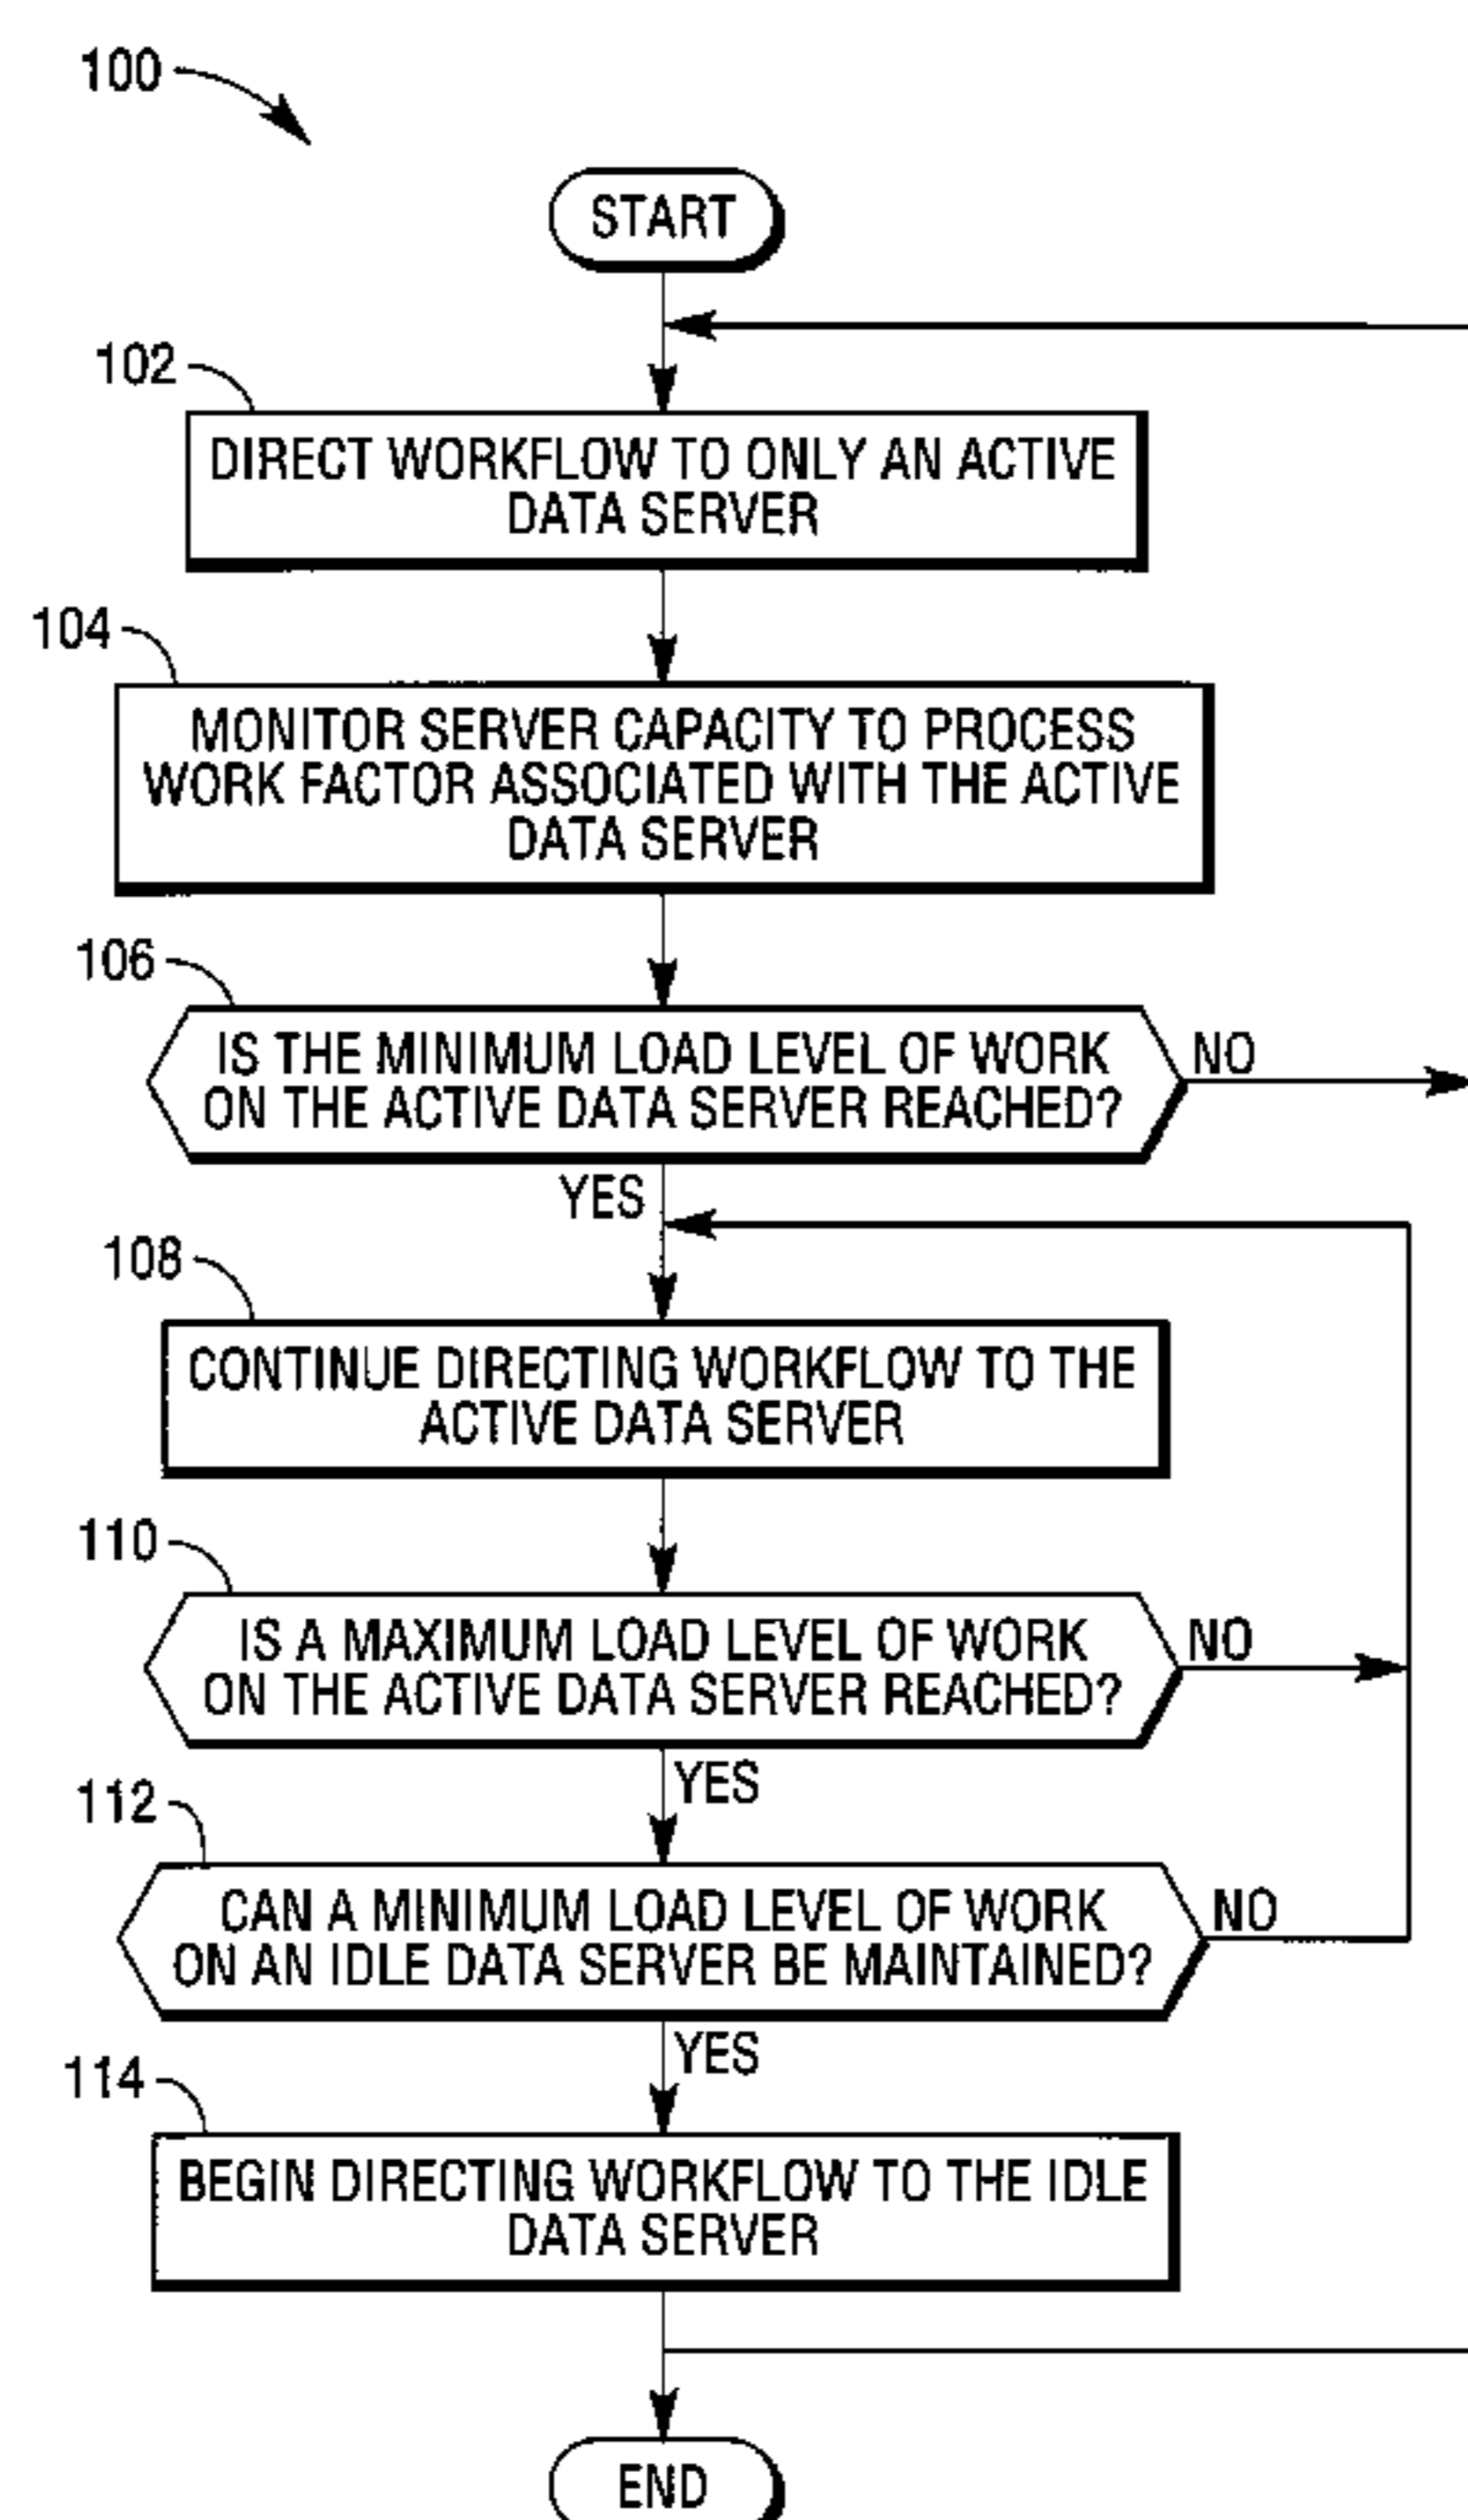 100
START
102
DIRECT WORKFLOW TO ONLY AN ACTIVE
DATA SERVER
104
MONITOR SERVER CAPACITY TO PROCESS
WORK FACTOR ASSOCIATED WITH THE ACTIVE
DATA SERVER
106
IS THE MINIMUM LOAD LEVEL OF WORK
ON THE ACTIVE DATA SERVER REACHED?
NO
YES
108
CONTINUE DIRECTING WORKFLOW TO THE
ACTIVE DATA SERVER
110
IS A MAXIMUM LOAD LEVEL OF WORK
ON THE ACTIVE DATA SERVER REACHED?
NO
YES
112
CAN A MINIMUM LOAD LEVEL OF WORK
ON AN IDLE DATA SERVER BE MAINTAINED?
NO
YES
114
BEGIN DIRECTING WORKFLOW TO THE IDLE
DATA SERVER
END